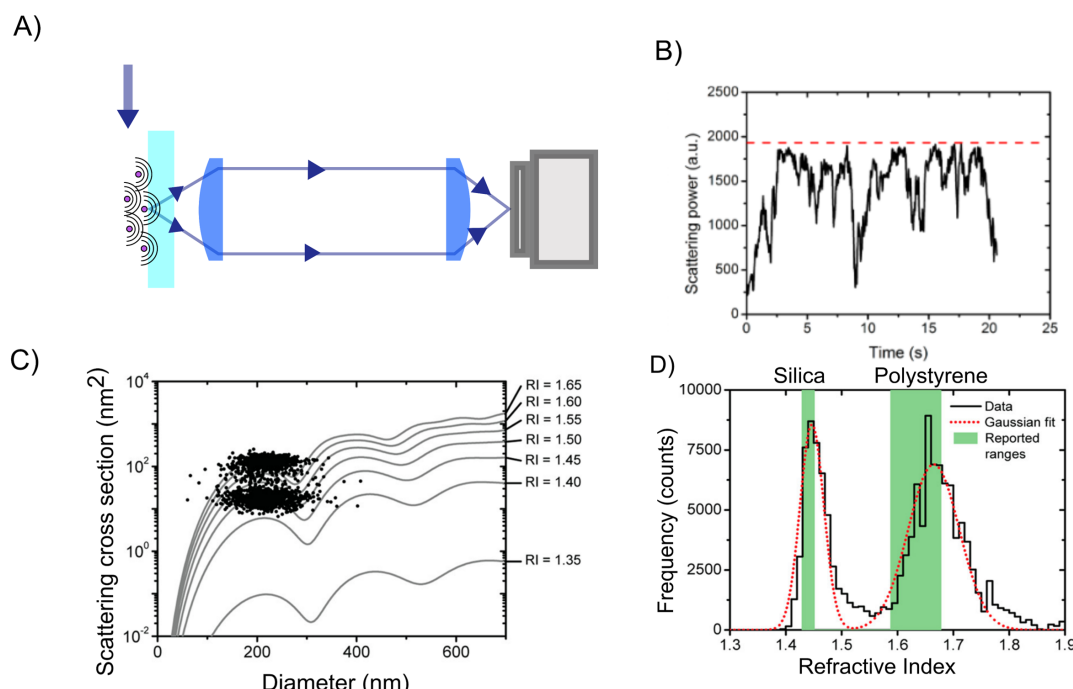 A)
B)
2500
2000
1500
1000
500
0
Scattering power (a.u.)
0 5 10 15 20 25
Time (s)
C)
Scattering cross section (nm2)
10^4
10^2
10^0
10^-2
RI = 1.65
RI = 1.60
RI = 1.55
RI = 1.50
RI = 1.45
RI = 1.40
RI = 1.35
0 200 400 600
Diameter (nm)
D)
Silica Polystyrene
10000
7500
5000
2500
0
Frequency (counts)
Data
Gaussian fit
Reported
ranges
1.3 1.4 1.5 1.6 1.7 1.8 1.9
Refractive Index